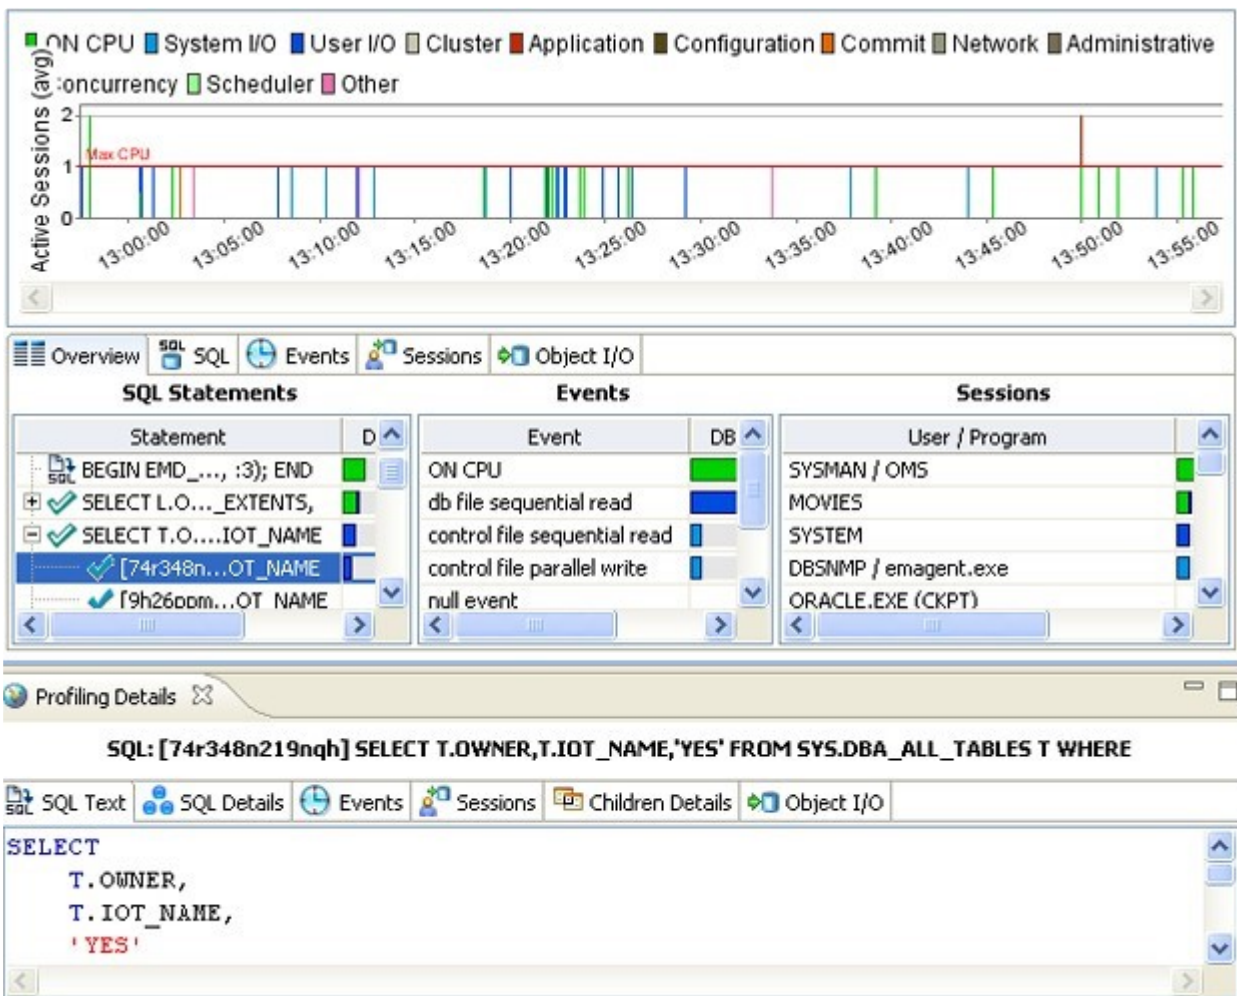 ON CPU System I/O User I/O Cluster Application Configuration Commit Network Administrative
oncurrency Scheduler Other
Active Sessions (avg)
2
Max CPU
1
0
13:00:00 13:05:00 13:10:00 13:15:00 13:20:00 13:25:00 13:30:00 13:35:00 13:40:00 13:45:00 13:50:00 13:55:00
Overview SQL SQL Events Sessions Object I/O
SQL Statements Events Sessions
Statement D Event DB User / Program
SQL BEGIN EMD_..., :3); END ON CPU SYSMAN / OMS
SELECT L.O..._EXTENTS, db file sequential read MOVIES
SELECT T.O....IOT_NAME control file sequential read SYSTEM
[74r348n...OT_NAME control file parallel write DBSNMP / emagent.exe
[9h26ppm...OT_NAME null event ORACLE.EXE (CKPT)
Profiling Details
SQL: [74r348n219nqh] SELECT T.OWNER,T.IOT_NAME,'YES' FROM SYS.DBA_ALL_TABLES T WHERE
SQL SQL Text SQL Details Events Sessions Children Details Object I/O
SELECT
T.OWNER,
T.IOT_NAME,
'YES'